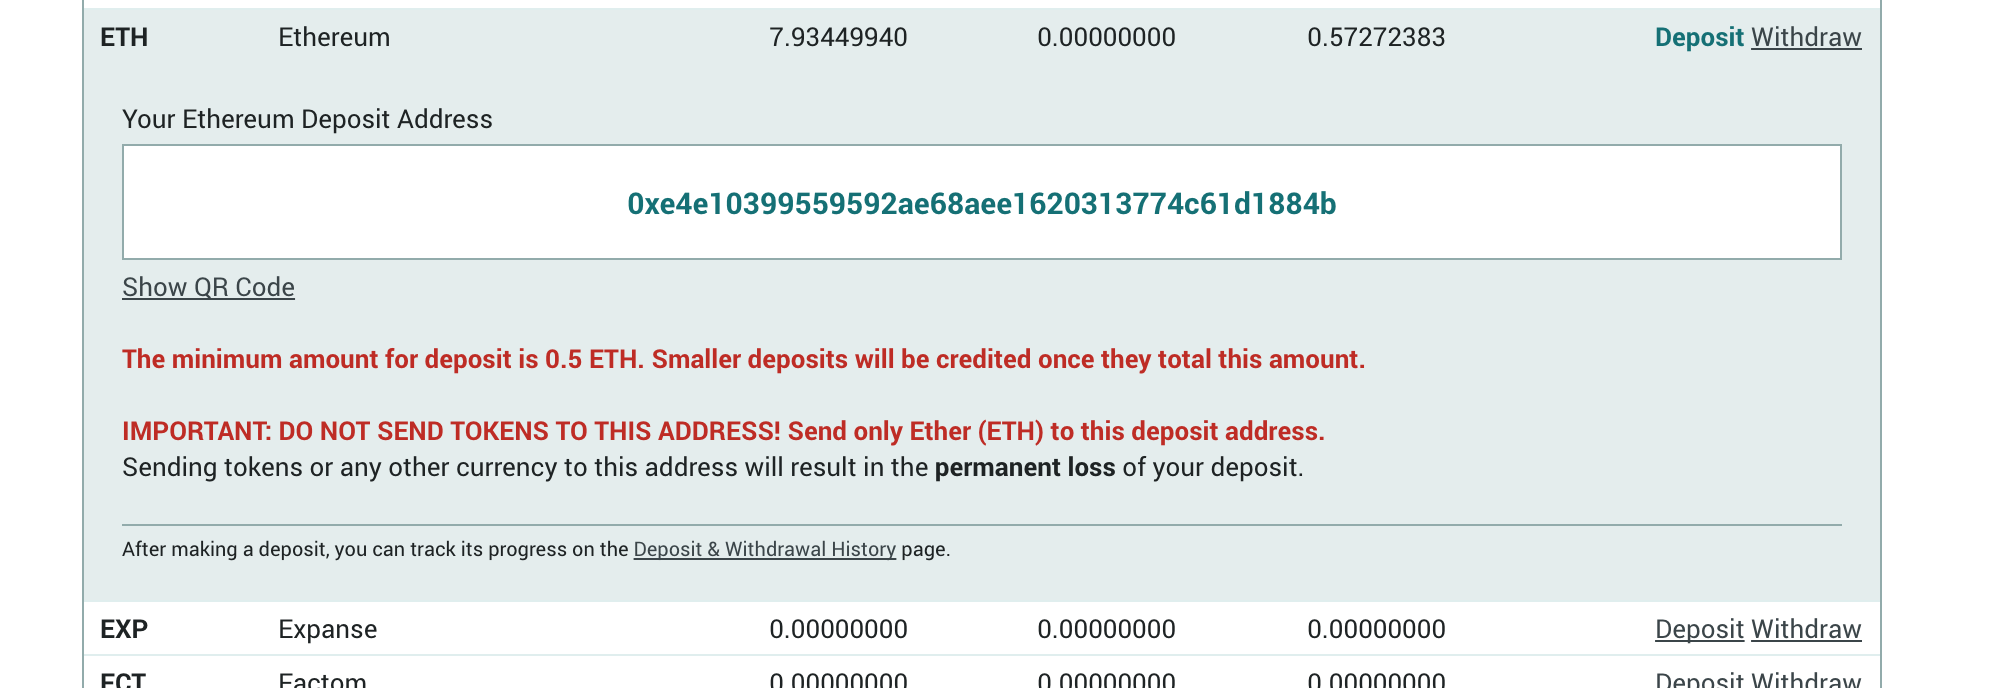 ETH Ethereum 7.93449940 0.00000000 0.57272383 Deposit Withdraw
Your Ethereum Deposit Address
0xe4e10399559592ae68aee1620313774c61d1884b
Show QR Code
The minimum amount for deposit is 0.5 ETH. Smaller deposits will be credited once they total this amount.
IMPORTANT: DO NOT SEND TOKENS TO THIS ADDRESS! Send only Ether (ETH) to this deposit address.
Sending tokens or any other currency to this address will result in the permanent loss of your deposit.
After making a deposit, you can track its progress on the Deposit & Withdrawal History page.
EXP Expanse 0.00000000 0.00000000 0.00000000 Deposit Withdraw
FCT Factom 0.00000000 0.00000000 0.00000000 Deposit Withdraw